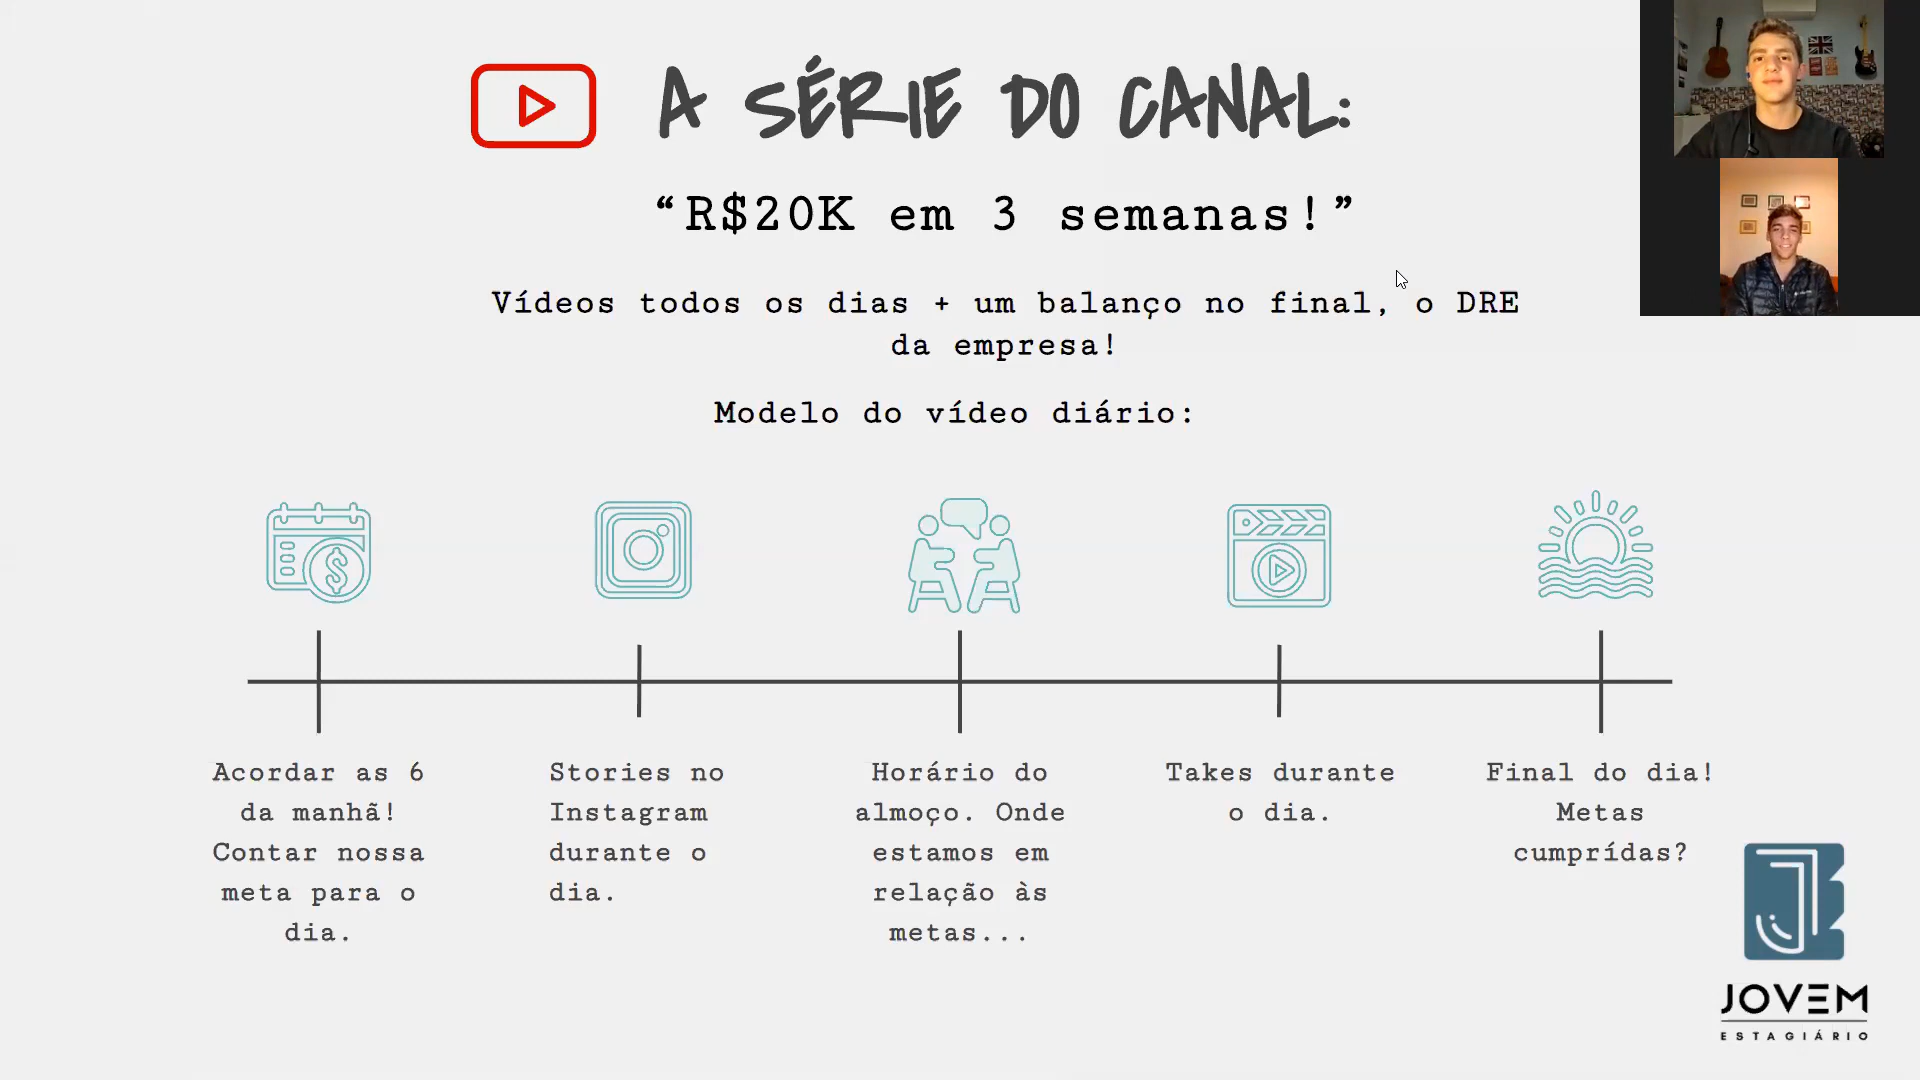 A SÉRIE DO CANAL:
“R$20K em 3 semanas!”
Vídeos todos os dias + um balanço no final, o DRE
da empresa!
Modelo do vídeo diário:
Acordar as 6
da manhã!
Contar nossa
meta para o
dia.
Stories no
Instagram
durante o
dia.
Horário do
almoço. Onde
estamos em
relação às
metas...
Takes durante
o dia.
Final do dia!
Metas
cumprídas?
JOVEM
ESTAGIÁRIO